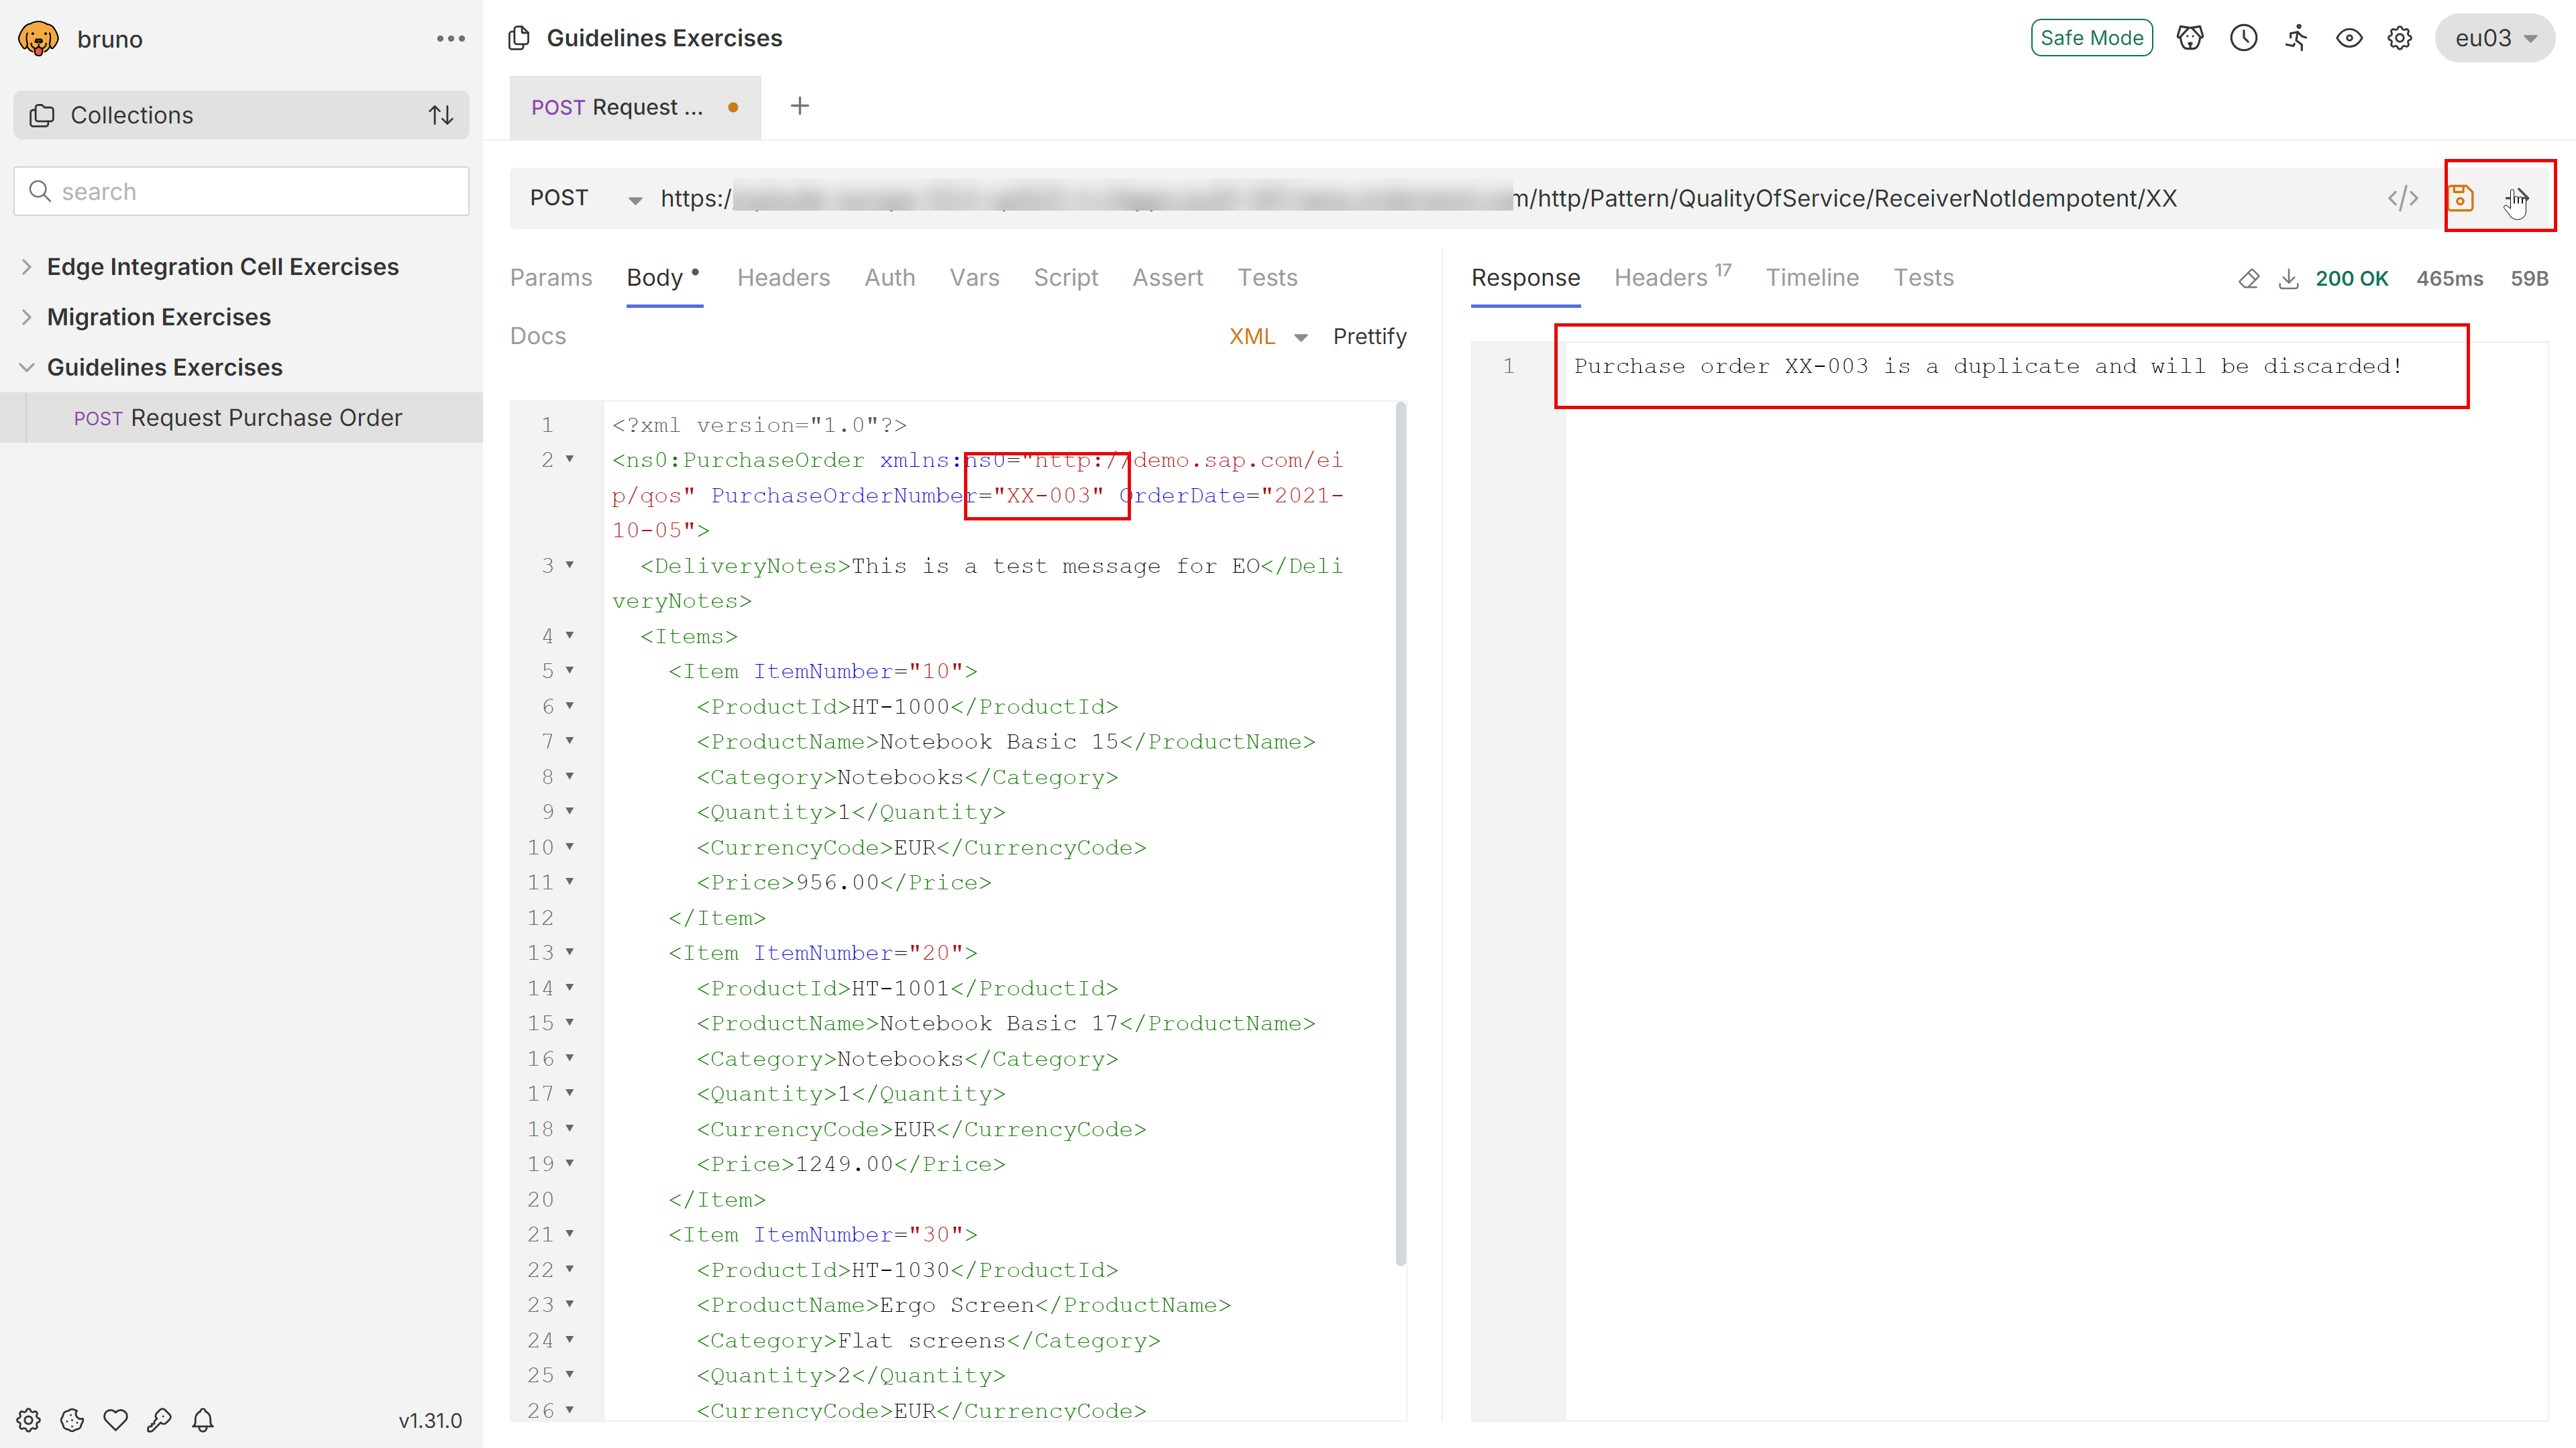 bruno
Collections
search
Edge Integration Cell Exercises
Migration Exercises
Guidelines Exercises
POST Request Purchase Order
v1.31.0
Guidelines Exercises
Safe Mode
eu03
POST Request ...
POST
https:/
m/http/Pattern/QualityOfService/ReceiverNotIdempotent/XX
Params Body Headers Auth Vars Script Assert Tests
Docs
XML
Prettify
1 <?xml version="1.0"?>
2 <ns0:PurchaseOrder xmlns:ns0="http://demo.sap.com/ei
p/qos" PurchaseOrderNumber="XX-003" OrderDate="2021-
10-05">
3 <DeliveryNotes>This is a test message for EO</Deli
veryNotes>
4 <Items>
5 <Item ItemNumber="10">
6 <ProductId>HT-1000</ProductId>
7 <ProductName>Notebook Basic 15</ProductName>
8 <Category>Notebooks</Category>
9 <Quantity>1</Quantity>
10 <CurrencyCode>EUR</CurrencyCode>
11 <Price>956.00</Price>
12 </Item>
13 <Item ItemNumber="20">
14 <ProductId>HT-1001</ProductId>
15 <ProductName>Notebook Basic 17</ProductName>
16 <Category>Notebooks</Category>
17 <Quantity>1</Quantity>
18 <CurrencyCode>EUR</CurrencyCode>
19 <Price>1249.00</Price>
20 </Item>
21 <Item ItemNumber="30">
22 <ProductId>HT-1030</ProductId>
23 <ProductName>Ergo Screen</ProductName>
24 <Category>Flat screens</Category>
25 <Quantity>2</Quantity>
26 <CurrencyCode>EUR</CurrencyCode>
Response Headers 17 Timeline Tests
200 OK 465ms 59B
1 Purchase order XX-003 is a duplicate and will be discarded!